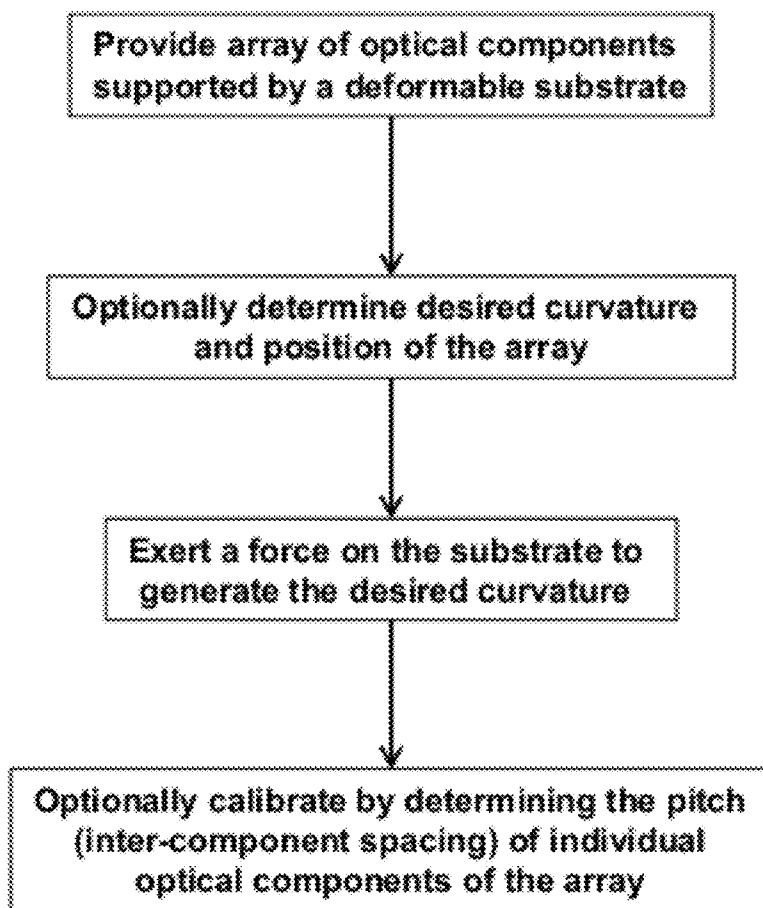 Provide array of optical components
supported by a deformable substrate
Optionally determine desired curvature
and position of the array
Exert a force on the substrate to
generate the desired curvature
Optionally calibrate by determining the pitch
(inter-component spacing) of individual
optical components of the array